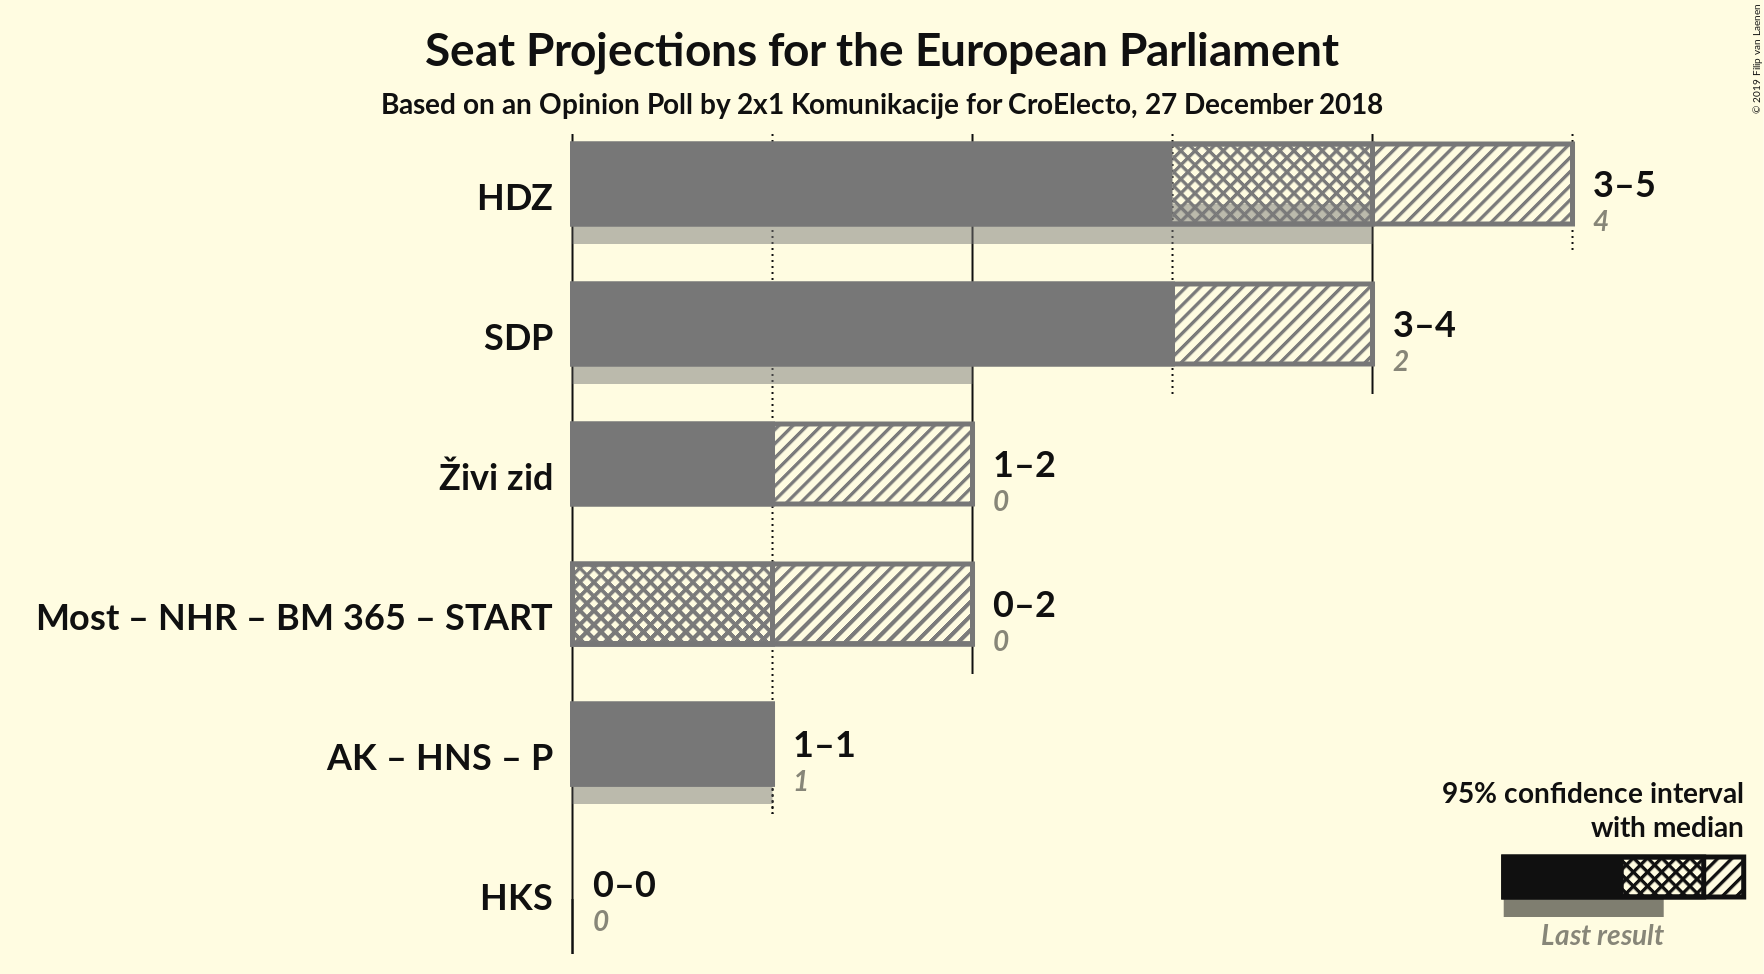 Seat Projections for the European Parliament
Based on an Opinion Poll by 2x1 Komunikacije for CroElecto, 27 December 2018
© 2019 Filip van Laenen
HDZ
3–5
4
SDP
3–4
2
Živi zid
1–2
0
Most – NHR – BM 365 – START
0–2
0
AK – HNS – P
1–1
1
HKS
0–0
0
95% confidence interval
with median
Last result